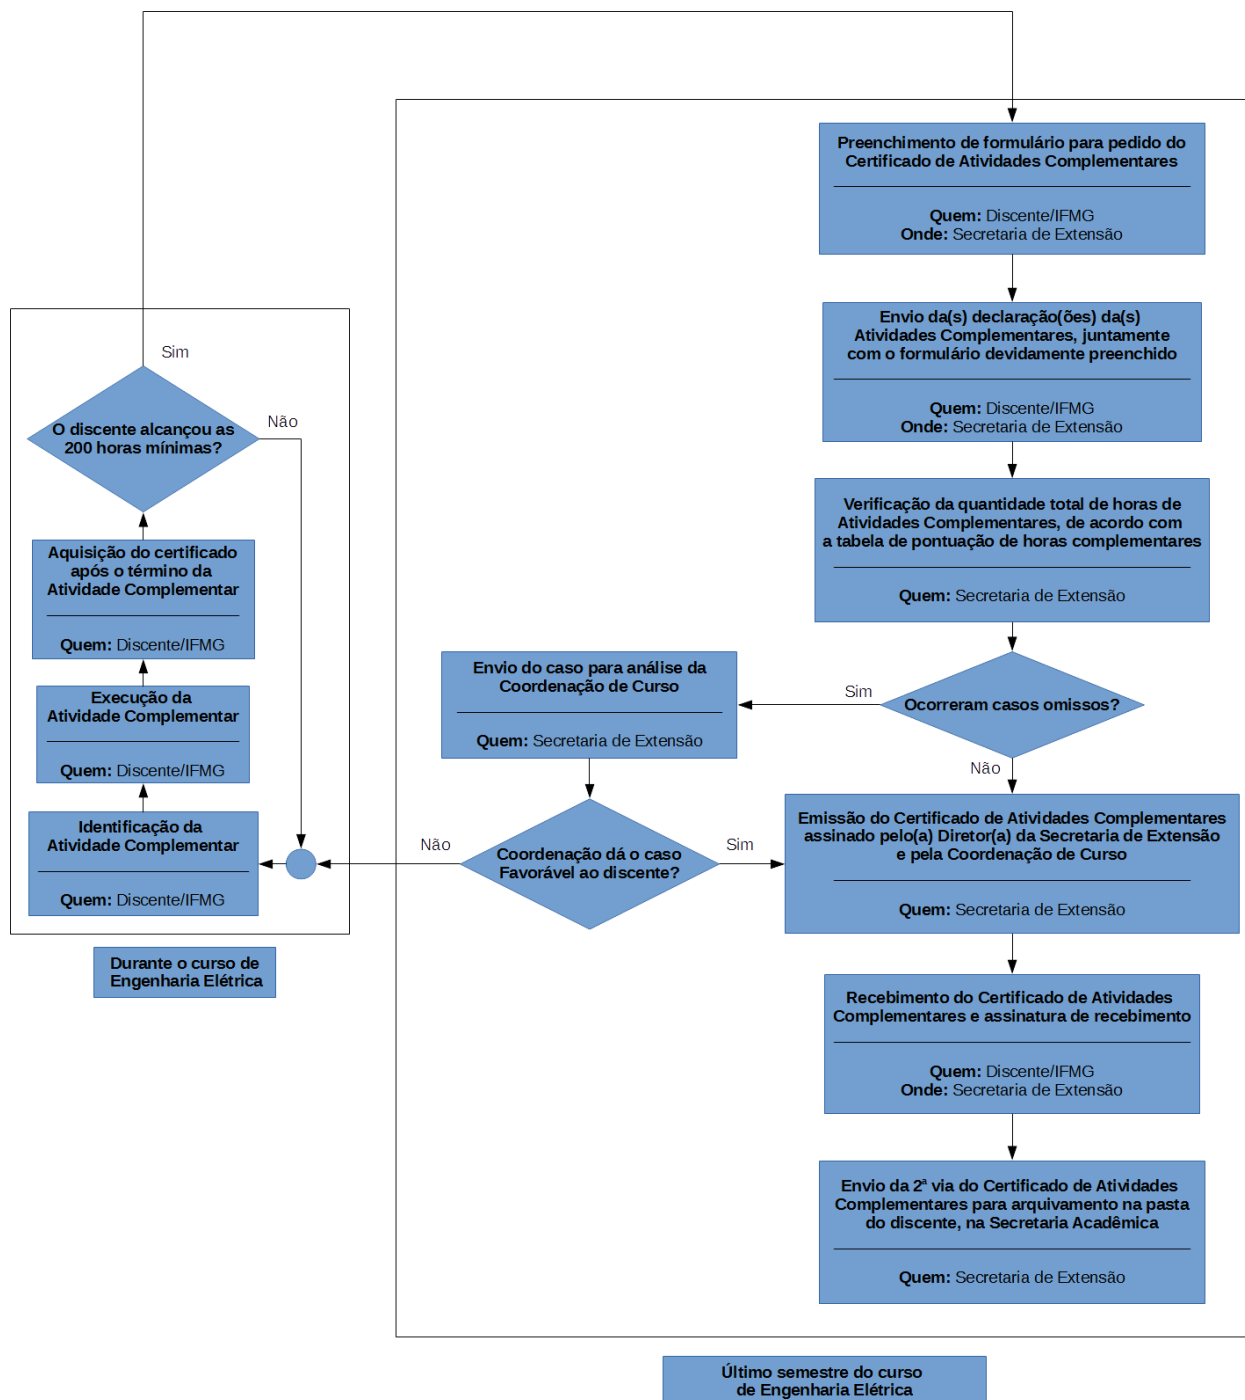 Preenchimento de formulário para pedido do
Certificado de Atividades Complementares
Quem: Discente/IFMG
Onde: Secretaria de Extensão
Envio da(s) declaração(ões) da(s)
Atividades Complementares, juntamente
com o formulário devidamente preenchido
Quem: Discente/IFMG
Onde: Secretaria de Extensão
Verificação da quantidade total de horas de
Atividades Complementares, de acordo com
a tabela de pontuação de horas complementares
Quem: Secretaria de Extensão
Ocorreram casos omissos?
Sim
Não
Envio do caso para análise da
Coordenação de Curso
Quem: Secretaria de Extensão
Coordenação dá o caso
Favorável ao discente?
Não
Sim
Emissão do Certificado de Atividades Complementares
assinado pelo(a) Diretor(a) da Secretaria de Extensão
e pela Coordenação de Curso
Quem: Secretaria de Extensão
Recebimento do Certificado de Atividades
Complementares e assinatura de recebimento
Quem: Discente/IFMG
Onde: Secretaria de Extensão
Envio da 2ª via do Certificado de Atividades
Complementares para arquivamento na pasta
do discente, na Secretaria Acadêmica
Quem: Secretaria de Extensão
Último semestre do curso
de Engenharia Elétrica
Sim
O discente alcançou as
200 horas mínimas?
Não
Aquisição do certificado
após o término da
Atividade Complementar
Quem: Discente/IFMG
Execução da
Atividade Complementar
Quem: Discente/IFMG
Identificação da
Atividade Complementar
Quem: Discente/IFMG
Durante o curso de
Engenharia Elétrica